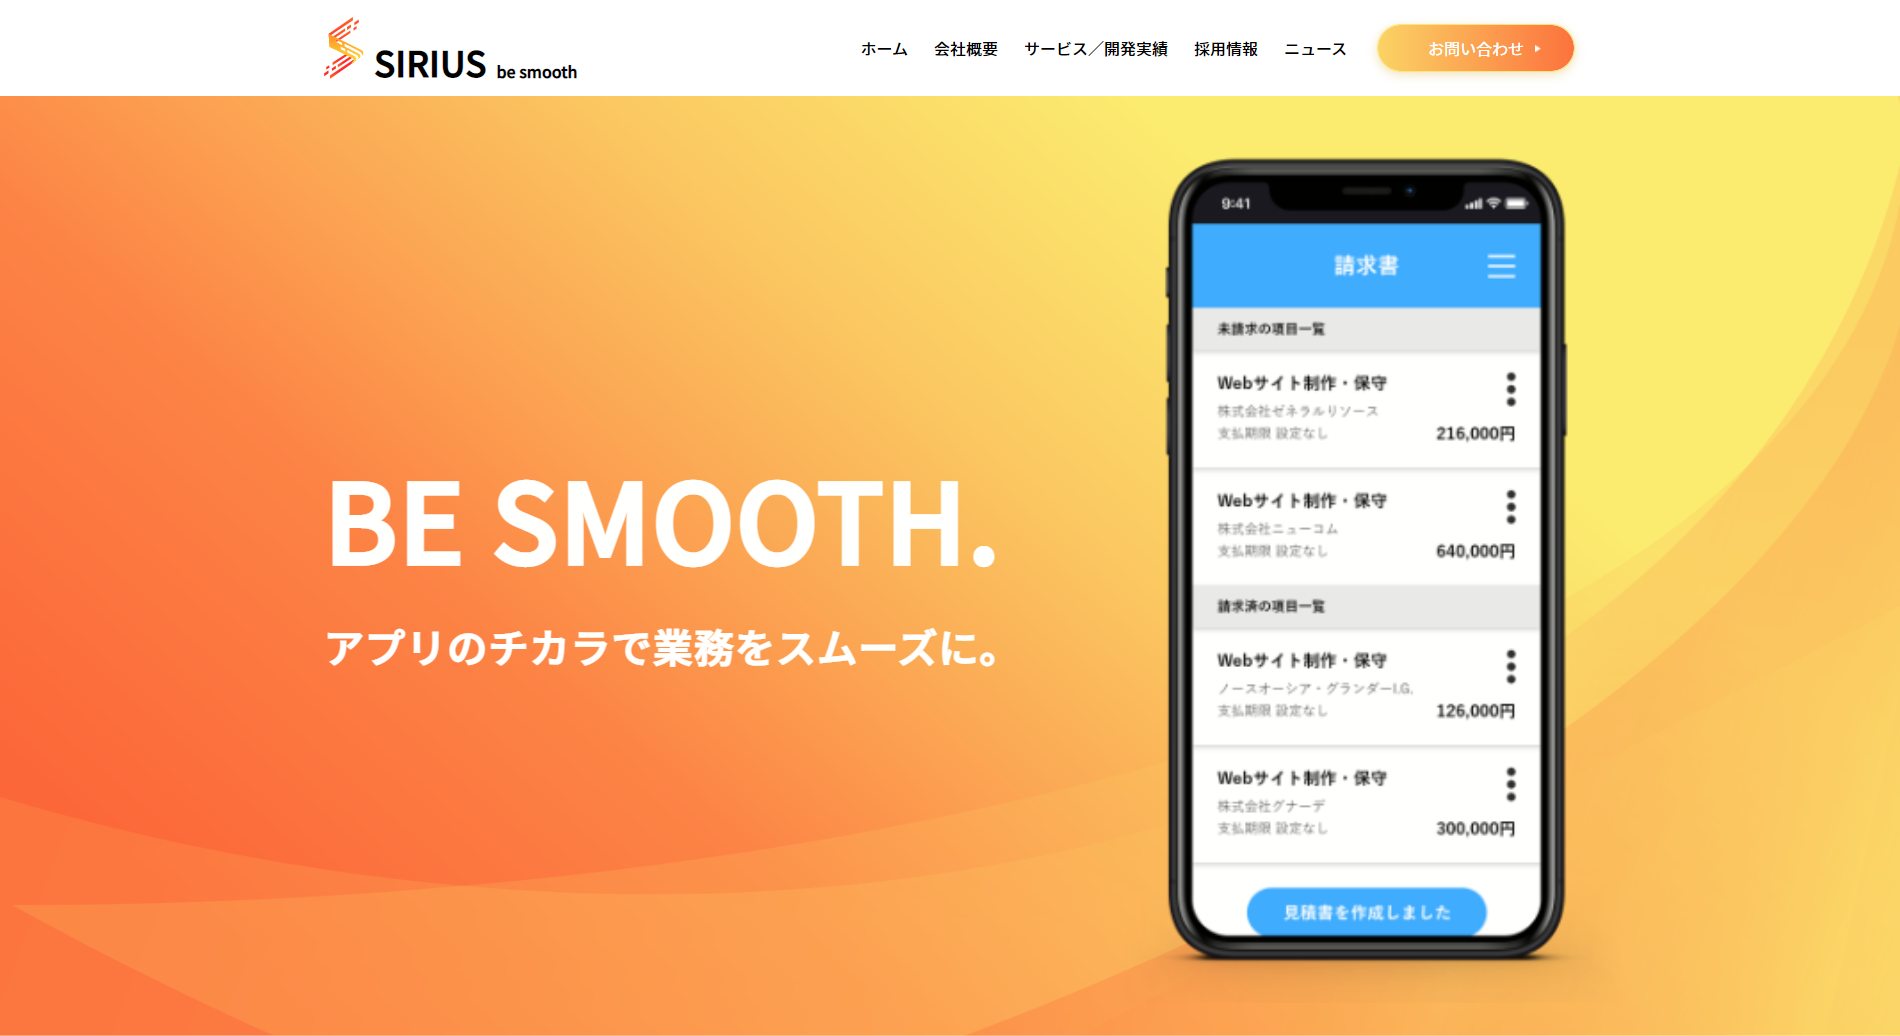 SIRIUS be smooth
ホーム 会社概要 サービス／開発実績 採用情報 ニュース お問い合わせ
BE SMOOTH.
アプリのチカラで業務をスムーズに。
9:41
請求書
未請求の項目一覧
Webサイト制作・保守
株式会社ゼネラルリソース
支払期限 設定なし 216,000円
Webサイト制作・保守
株式会社ニューコム
支払期限 設定なし 640,000円
請求済の項目一覧
Webサイト制作・保守
ノースオーシア・グランダーI.G.
支払期限 設定なし 126,000円
Webサイト制作・保守
株式会社グナーデ
支払期限 設定なし 300,000円
見積書を作成しました